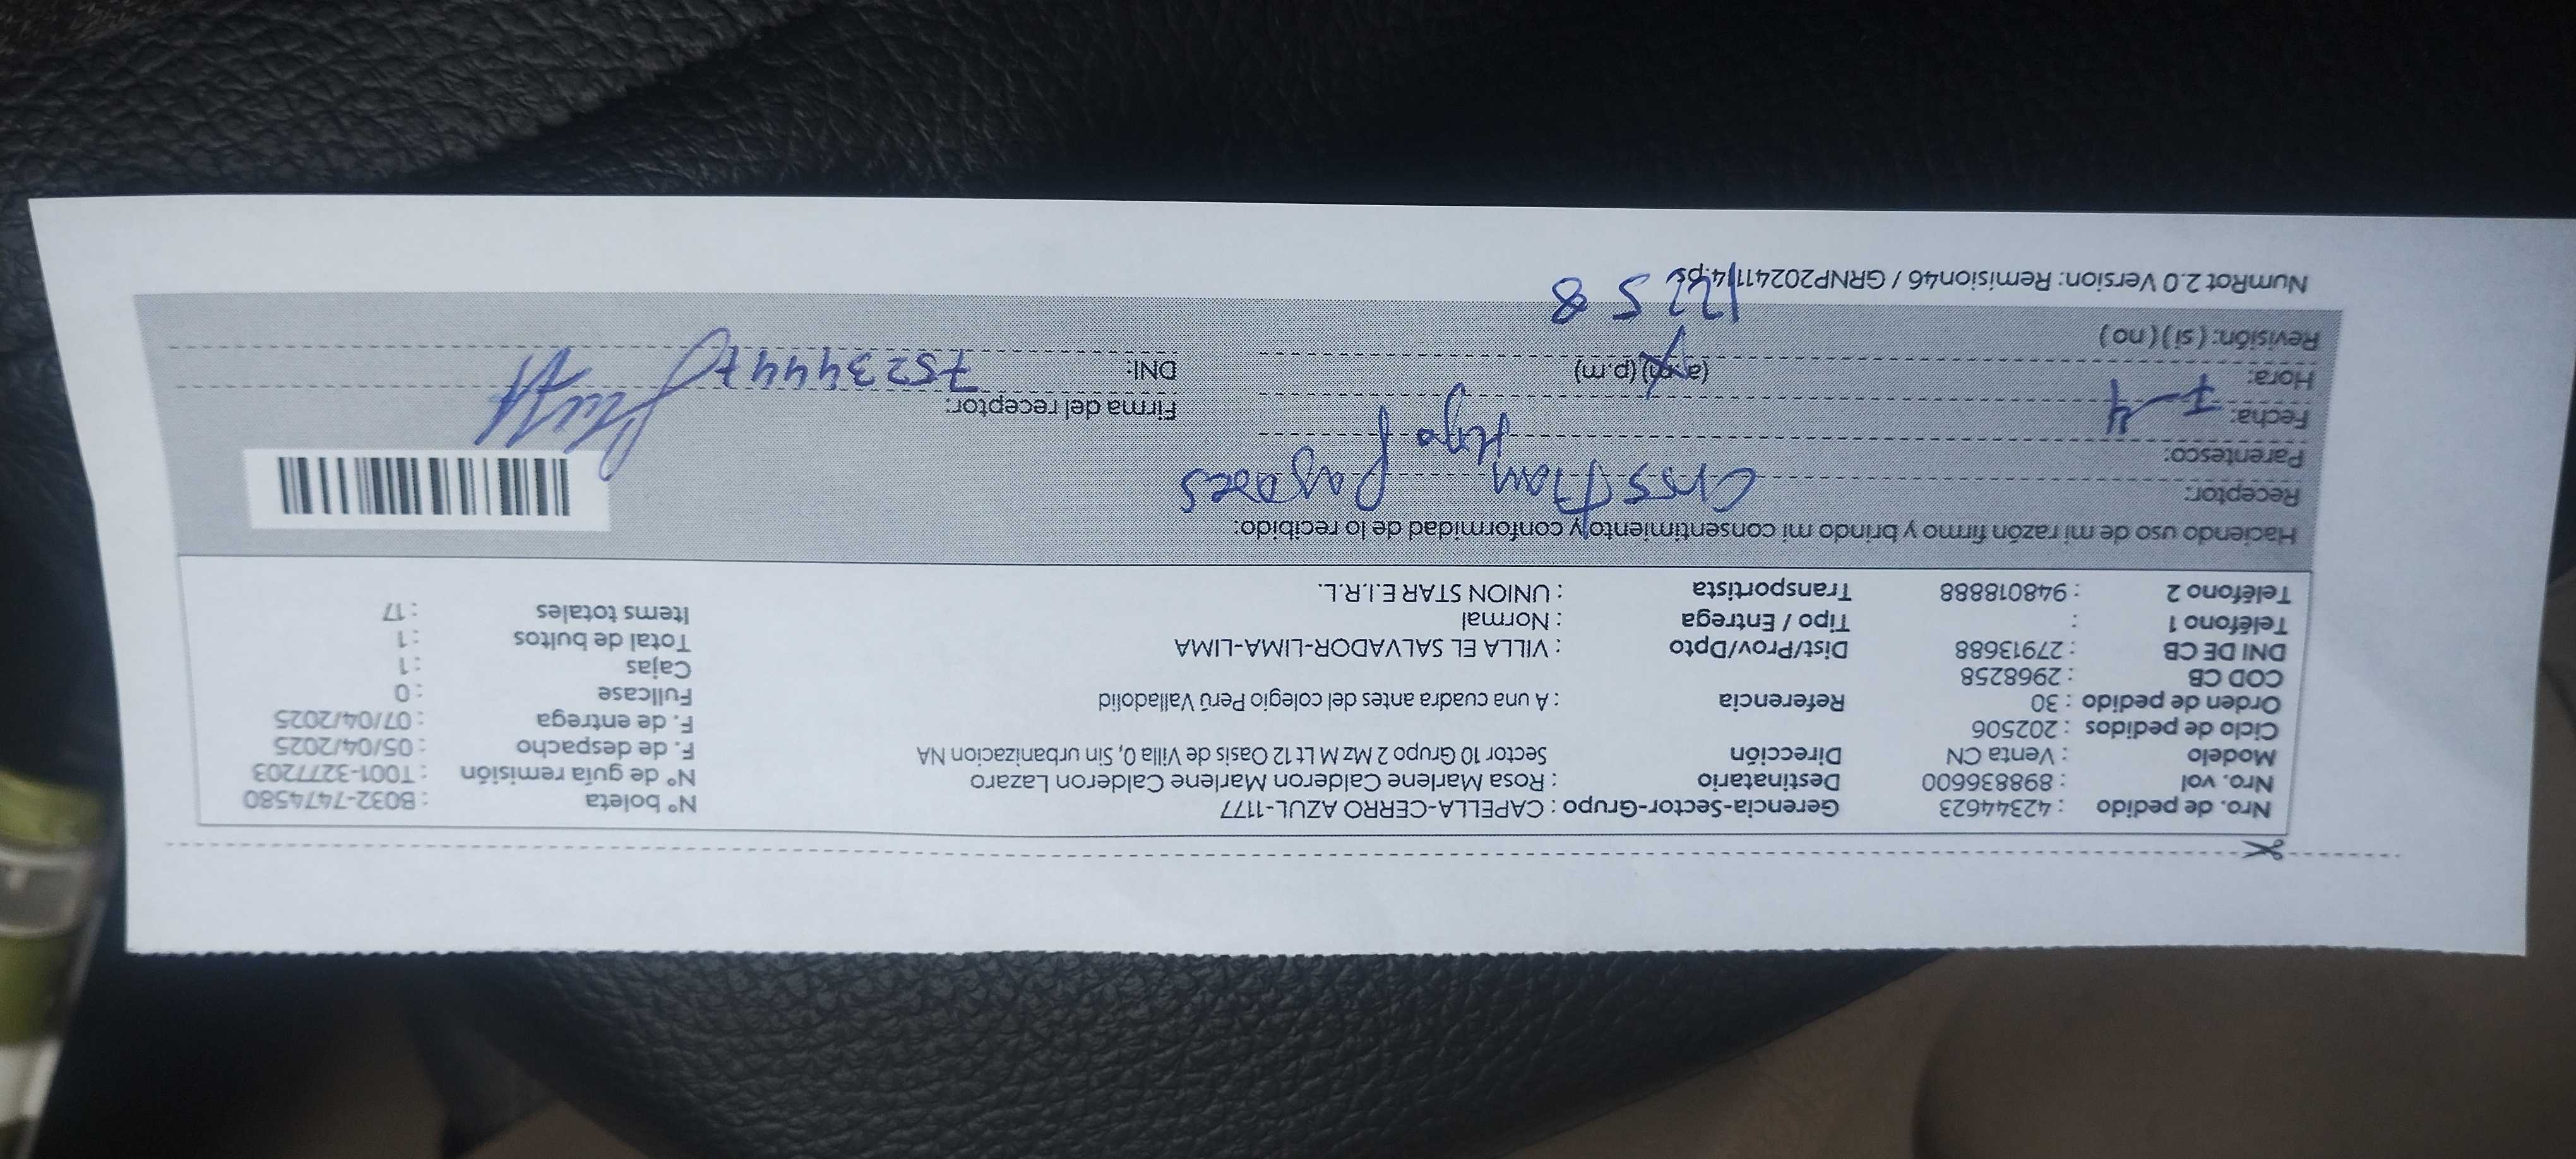 Nro. de pedido : 42344623 Gerencia-Sector-Grupo : CAPELLA-CERRO AZUL-1177 N° boleta : B032-7474580
Nro. vol : 898836600 Destinatario : Rosa Marlene Calderon Marlene Calderon Lazaro N° de guía remisión : T001-3277203
Modelo : Venta CN Dirección Sector 10 Grupo 2 Mz M Lt 12 Oasis de Villa 0, Sin urbanizacion NA F. de despacho : 05/04/2025
Ciclo de pedidos : 202506 F. de entrega : 07/04/2025
Orden de pedido : 30 Referencia : A una cuadra antes del colegio Perú Valladolid Fullcase : 0
COD CB : 2968258 Cajas : 1
DNI DE CB : 27913688 Dist/Prov/Dpto : VILLA EL SALVADOR-LIMA-LIMA Total de bultos : 1
Teléfono 1 : Tipo / Entrega : Normal Items totales : 17
Teléfono 2 : 948018888 Transportista : UNION STAR E.I.R.L.
Haciendo uso de mi razón firmo y brindo mi consentimiento y conformidad de lo recibido:
Receptor:
Parentesco: Hijo
Fecha: 7-4 Firma del receptor:
Hora: (a.m)(p.m) DNI: 75234447
Revisión: ( si ) ( no ) 12 58
NumRot 2.0 Version: Remision46 / GRNP20241114.ps